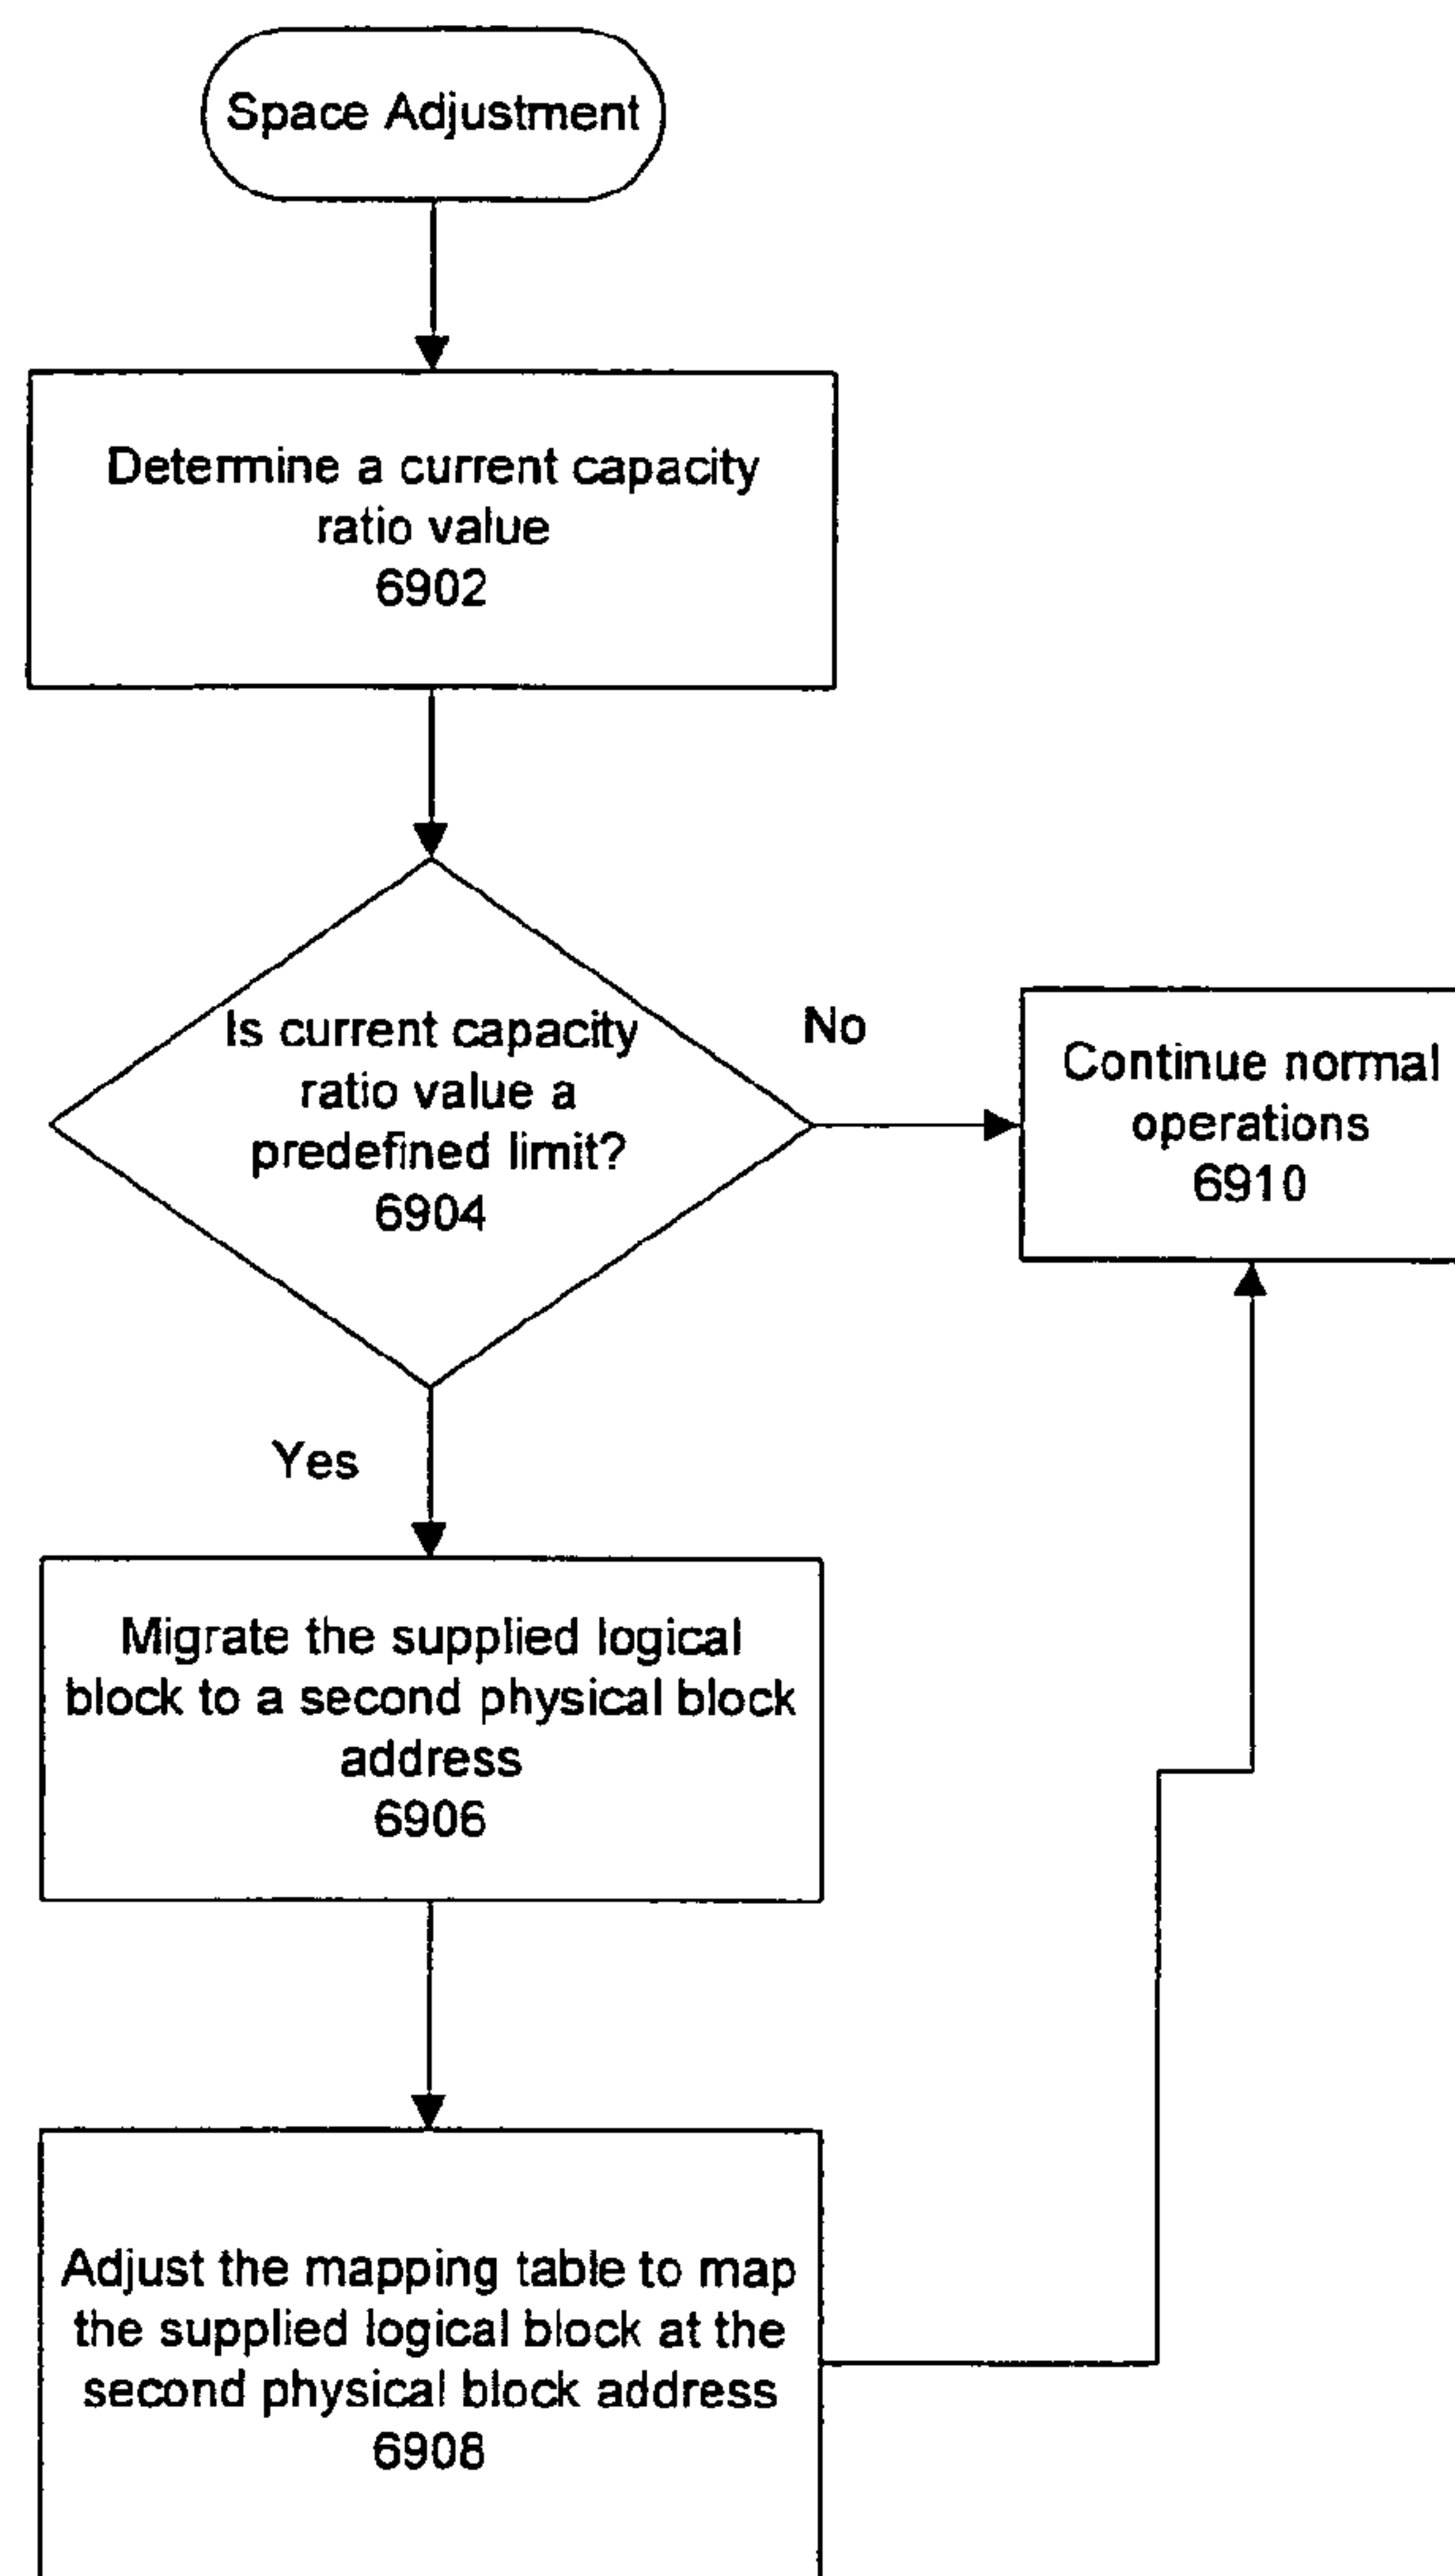 Space Adjustment
Determine a current capacity
ratio value
6902
Is current capacity
ratio value a
predefined limit?
6904
No
Continue normal
operations
6910
Yes
Migrate the supplied logical
block to a second physical block
address
6906
Adjust the mapping table to map
the supplied logical block at the
second physical block address
6908